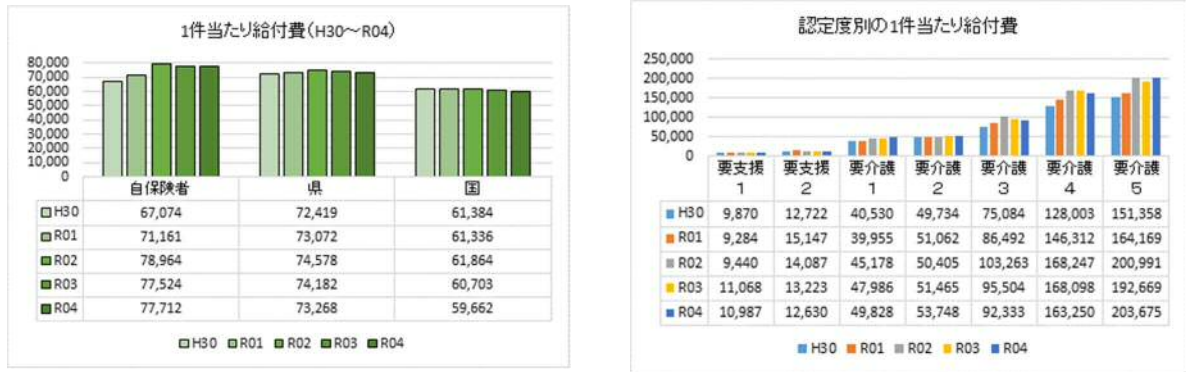 1件当たり給付費(H30～R04)
80,000
70,000
60,000
50,000
40,000
30,000
20,000
10,000
0
自保険者 県 国
H30 67,074 72,419 61,384
R01 71,161 73,072 61,336
R02 78,964 74,578 61,864
R03 77,524 74,182 60,703
R04 77,712 73,268 59,662
H30 R01 R02 R03 R04
認定度別の1件当たり給付費
250,000
200,000
150,000
100,000
50,000
0
要支援 要支援 要介護 要介護 要介護 要介護 要介護
1 2 1 2 3 4 5
H30 9,870 12,722 40,530 49,734 75,084 128,003 151,358
R01 9,284 15,147 39,955 51,062 86,492 146,312 164,169
R02 9,440 14,087 45,178 50,405 103,263 168,247 200,991
R03 11,068 13,223 47,986 51,465 95,504 168,098 192,669
R04 10,987 12,630 49,828 53,748 92,333 163,250 203,675
H30 R01 R02 R03 R04